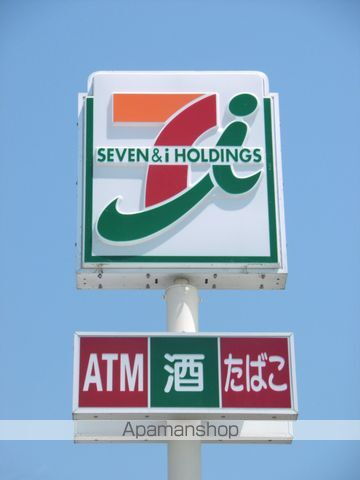 SEVEN & i HOLDINGS
ATM 酒 たばこ
Apamanshop